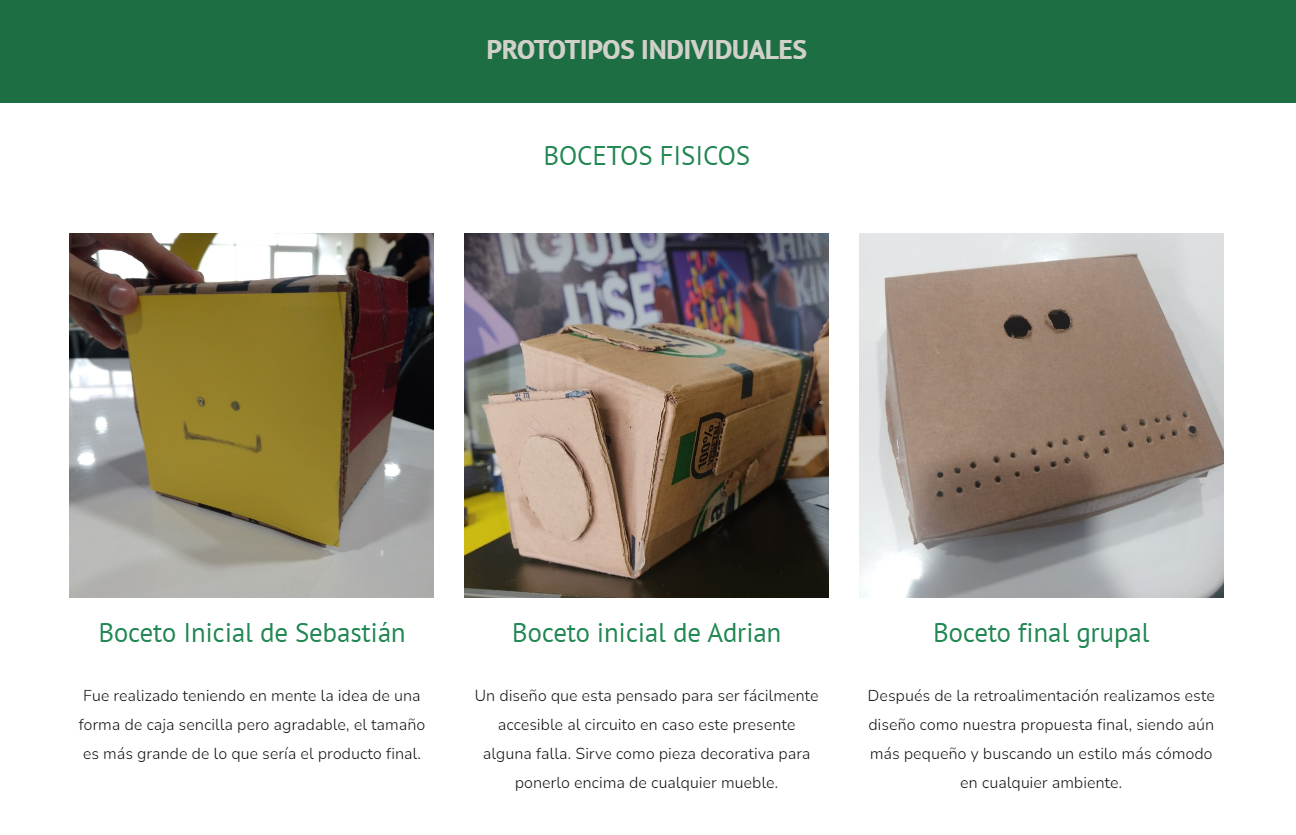 PROTOTIPOS INDIVIDUALES
BOCETOS FISICOS
Boceto Inicial de Sebastián
Boceto inicial de Adrian
Boceto final grupal
Fue realizado teniendo en mente la idea de una
forma de caja sencilla pero agradable, el tamaño
es más grande de lo que sería el producto final.
Un diseño que esta pensado para ser fácilmente
accesible al circuito en caso este presente
alguna falla. Sirve como pieza decorativa para
ponerlo encima de cualquier mueble.
Después de la retroalimentación realizamos este
diseño como nuestra propuesta final, siendo aún
más pequeño y buscando un estilo más cómodo
en cualquier ambiente.